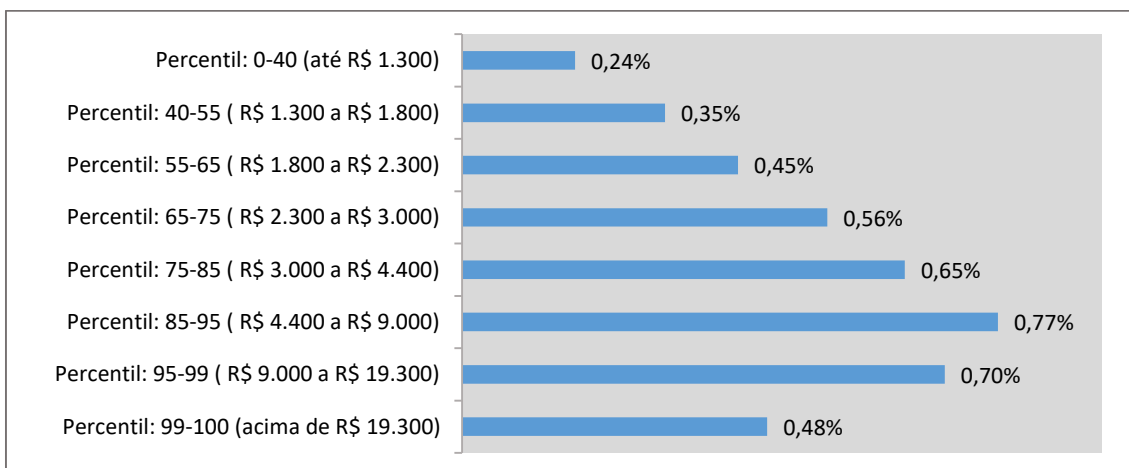 Percentil: 0-40 (até R$ 1.300) 0,24%
Percentil: 40-55 ( R$ 1.300 a R$ 1.800) 0,35%
Percentil: 55-65 ( R$ 1.800 a R$ 2.300) 0,45%
Percentil: 65-75 ( R$ 2.300 a R$ 3.000) 0,56%
Percentil: 75-85 ( R$ 3.000 a R$ 4.400) 0,65%
Percentil: 85-95 ( R$ 4.400 a R$ 9.000) 0,77%
Percentil: 95-99 ( R$ 9.000 a R$ 19.300) 0,70%
Percentil: 99-100 (acima de R$ 19.300) 0,48%